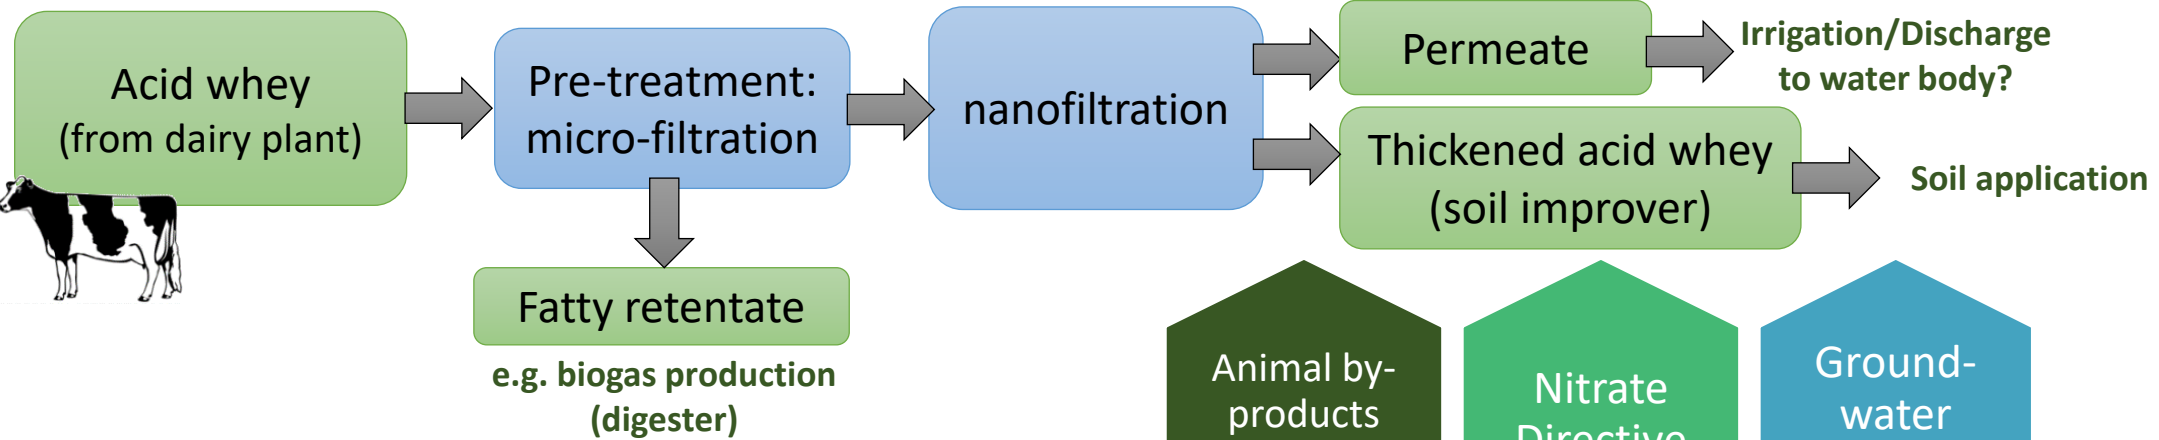 Acid whey
(from dairy plant)
Pre-treatment:
micro-filtration
nanofiltration
Permeate
Irrigation/Discharge
to water body?
Thickened acid whey
(soil improver)
Soil application
Fatty retentate
e.g. biogas production
(digester)
Animal by-
products
Nitrate
Directive
Ground-
water